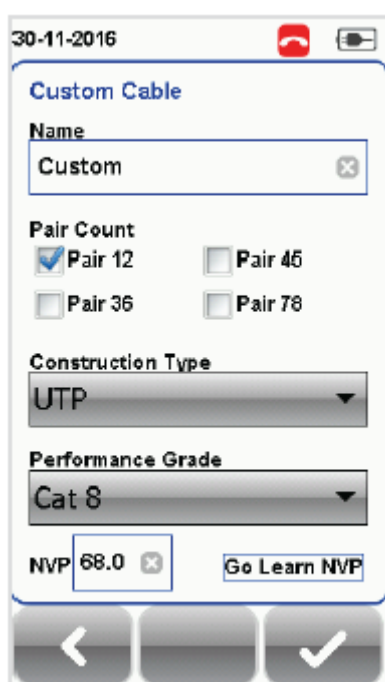 30-11-2016
Custom Cable
Name
Custom
Pair Count
Pair 12 Pair 45
Pair 36 Pair 78
Construction Type
UTP
Performance Grade
Cat 8
NVP 68.0 Go Learn NVP